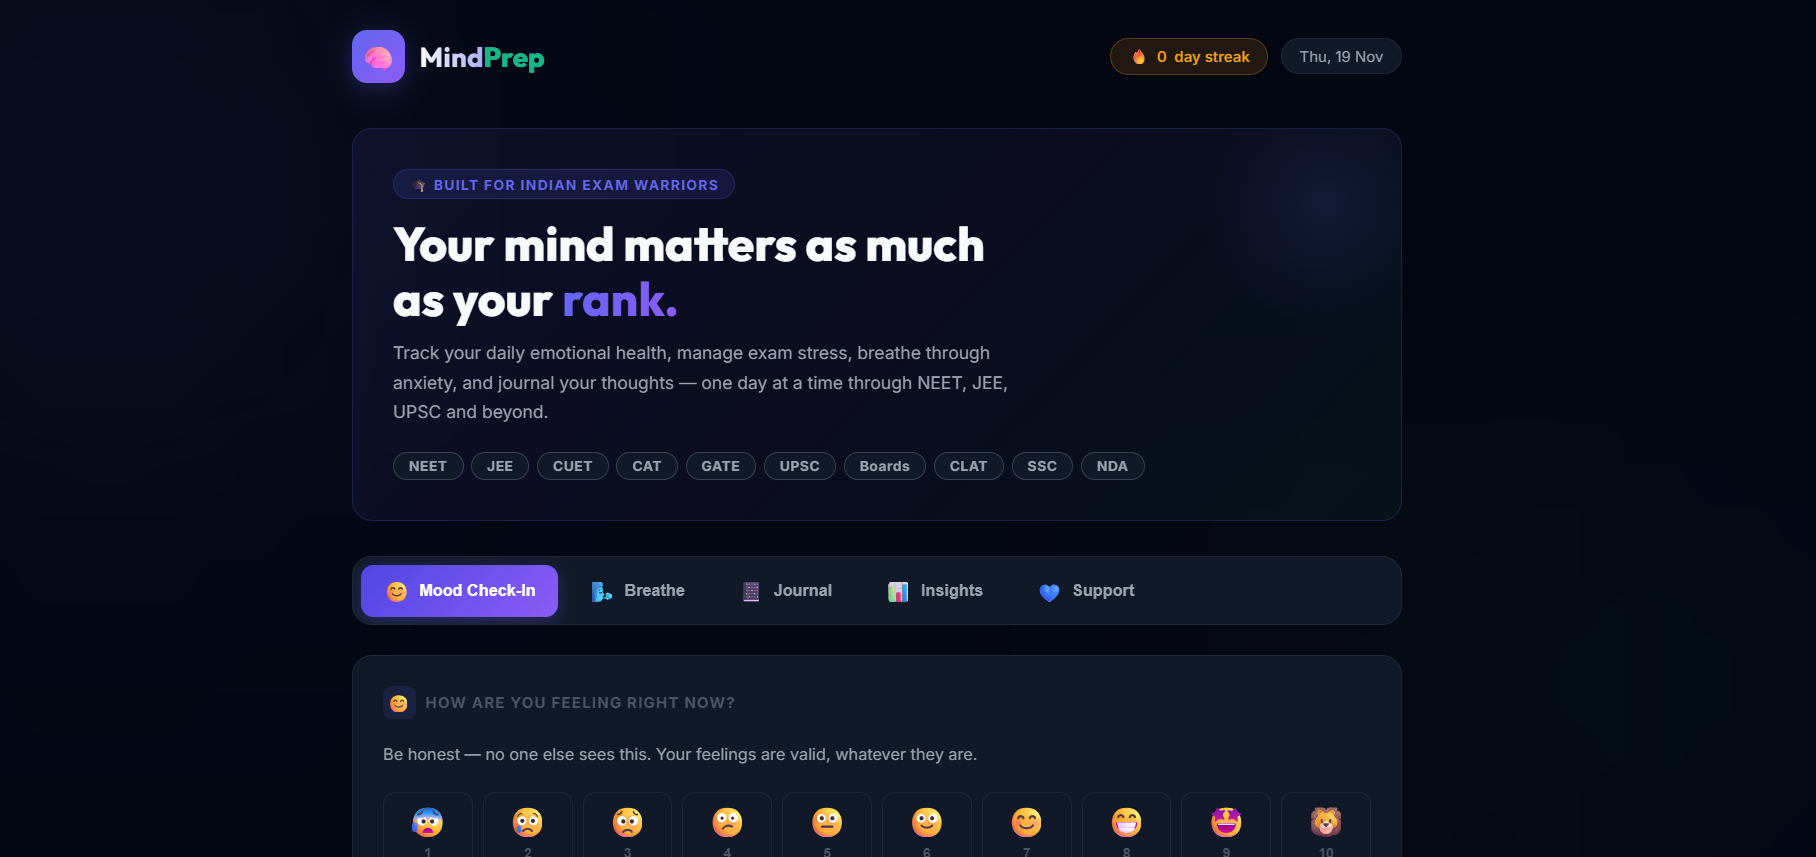 MindPrep
0 day streak
Thu, 19 Nov
BUILT FOR INDIAN EXAM WARRIORS
Your mind matters as much
as your rank.
Track your daily emotional health, manage exam stress, breathe through
anxiety, and journal your thoughts — one day at a time through NEET, JEE,
UPSC and beyond.
NEET JEE CUET CAT GATE UPSC Boards CLAT SSC NDA
Mood Check-In Breathe Journal Insights Support
HOW ARE YOU FEELING RIGHT NOW?
Be honest — no one else sees this. Your feelings are valid, whatever they are.
1 2 3 4 5 6 7 8 9 10